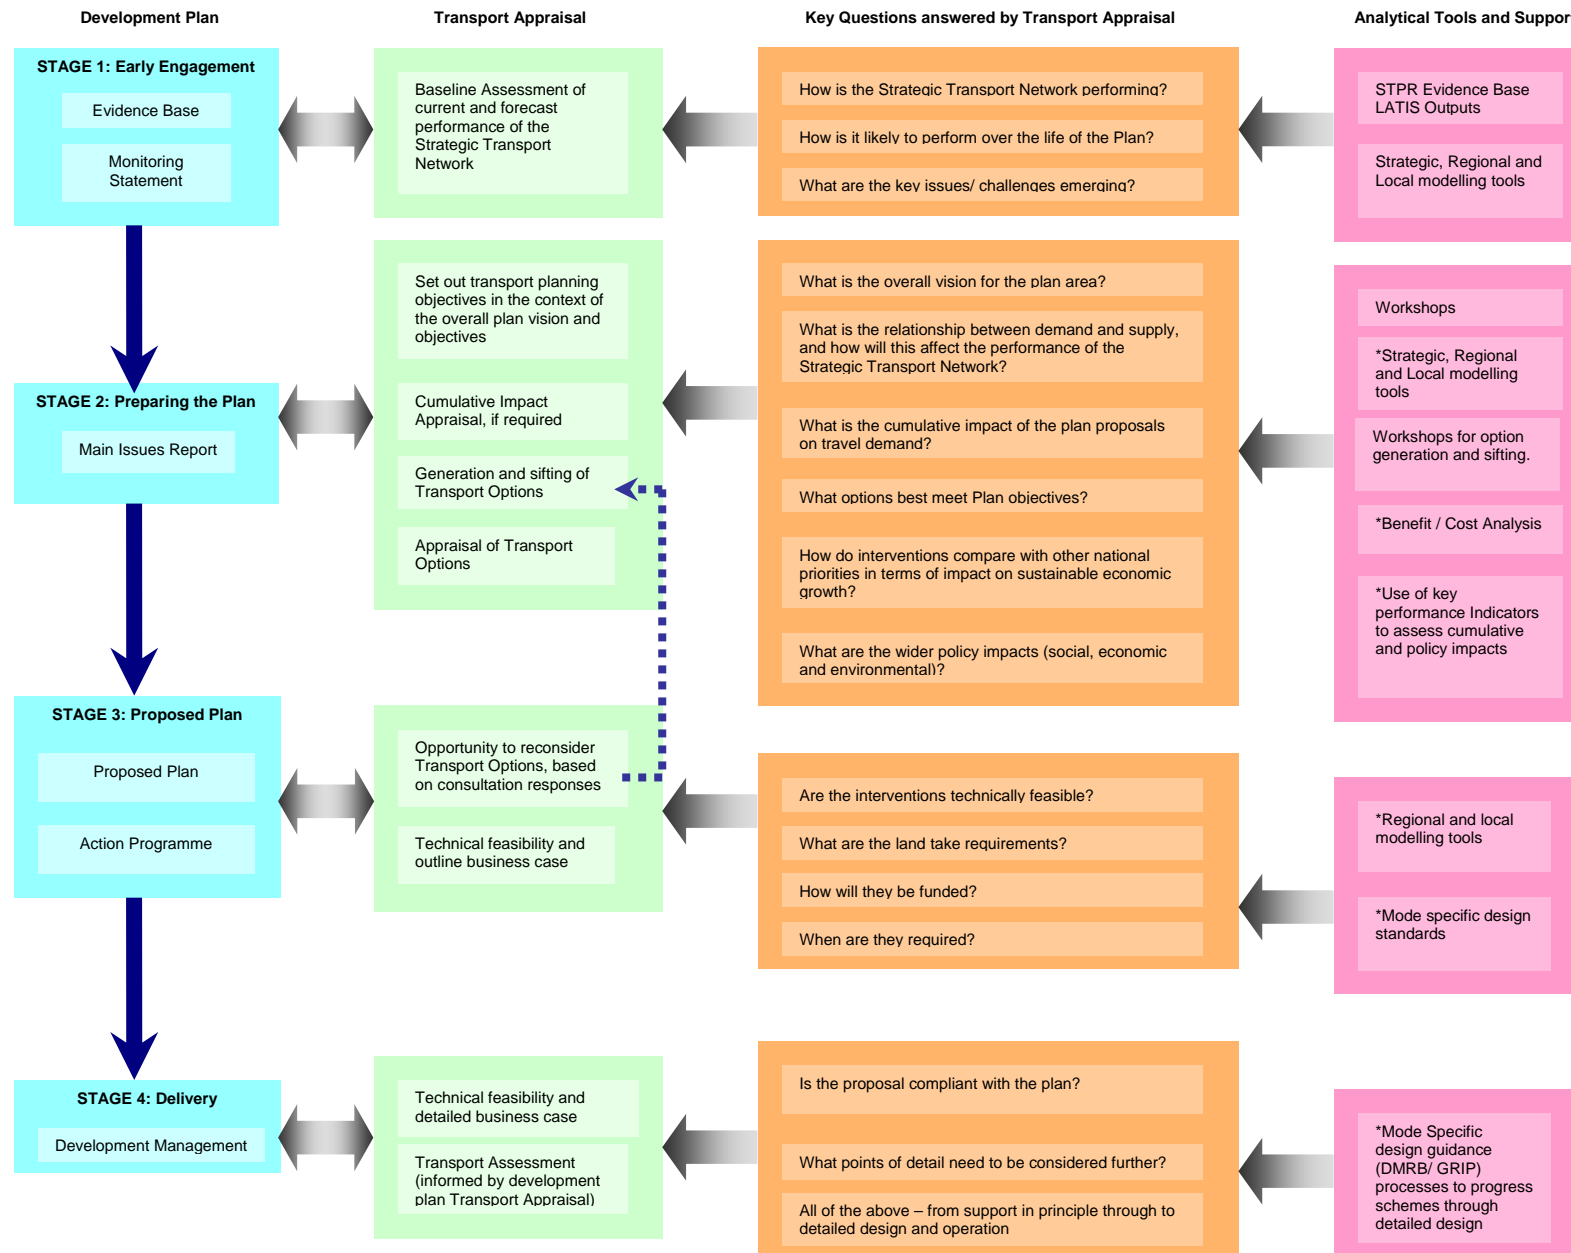 Development Plan
Transport Appraisal
Key Questions answered by Transport Appraisal
Analytical Tools and Suppor
STAGE 1: Early Engagement
Evidence Base
Monitoring
Statement
Baseline Assessment of
current and forecast
performance of the
Strategic Transport
Network
How is the Strategic Transport Network performing?
How is it likely to perform over the life of the Plan?
What are the key issues/ challenges emerging?
STPR Evidence Base
LATIS Outputs
Strategic, Regional and
Local modelling tools
STAGE 2: Preparing the Plan
Main Issues Report
Set out transport planning
objectives in the context of
the overall plan vision and
objectives
Cumulative Impact
Appraisal, if required
Generation and sifting of
Transport Options
Appraisal of Transport
Options
What is the overall vision for the plan area?
What is the relationship between demand and supply,
and how will this affect the performance of the
Strategic Transport Network?
What is the cumulative impact of the plan proposals
on travel demand?
What options best meet Plan objectives?
How do interventions compare with other national
priorities in terms of impact on sustainable economic
growth?
What are the wider policy impacts (social, economic
and environmental)?
Workshops
*Strategic, Regional
and Local modelling
tools
Workshops for option
generation and sifting.
*Benefit / Cost Analysis
*Use of key
performance Indicators
to assess cumulative
and policy impacts
STAGE 3: Proposed Plan
Proposed Plan
Action Programme
Opportunity to reconsider
Transport Options, based
on consultation responses
Technical feasibility and
outline business case
Are the interventions technically feasible?
What are the land take requirements?
How will they be funded?
When are they required?
*Regional and local
modelling tools
*Mode specific design
standards
STAGE 4: Delivery
Development Management
Technical feasibility and
detailed business case
Transport Assessment
(informed by development
plan Transport Appraisal)
Is the proposal compliant with the plan?
What points of detail need to be considered further?
All of the above – from support in principle through to
detailed design and operation
*Mode Specific
design guidance
(DMRB/ GRIP)
processes to progress
schemes through
detailed design